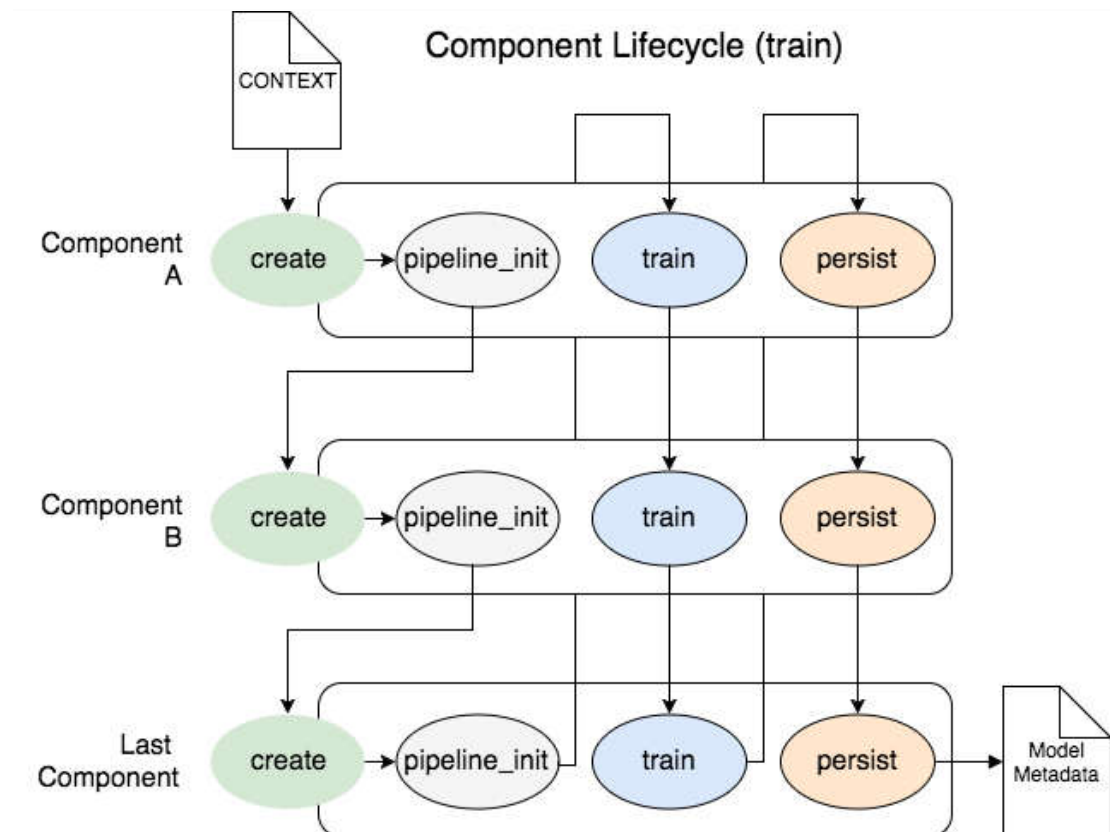 Component Lifecycle (train)
CONTEXT
Component
A
create
pipeline_init
train
persist
Component
B
create
pipeline_init
train
persist
Last
Component
create
pipeline_init
train
persist
Model
Metadata